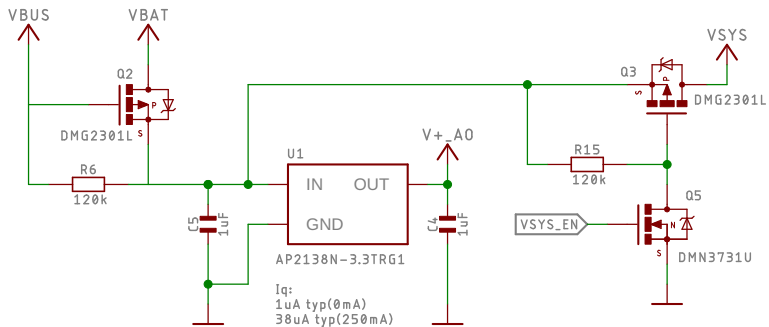 VBUS
VBAT
VSYS
Q2
P
DMG2301L
S
R6
120k
Q3
P
S
DMG2301L
V+_AO
U1
IN
OUT
GND
AP2138N-3.3TRG1
C5
1uF
C4
1uF
Iq:
1uA typ(0mA)
38uA typ(250mA)
R15
120k
VSYS_EN
Q5
N
S
DMN3731U